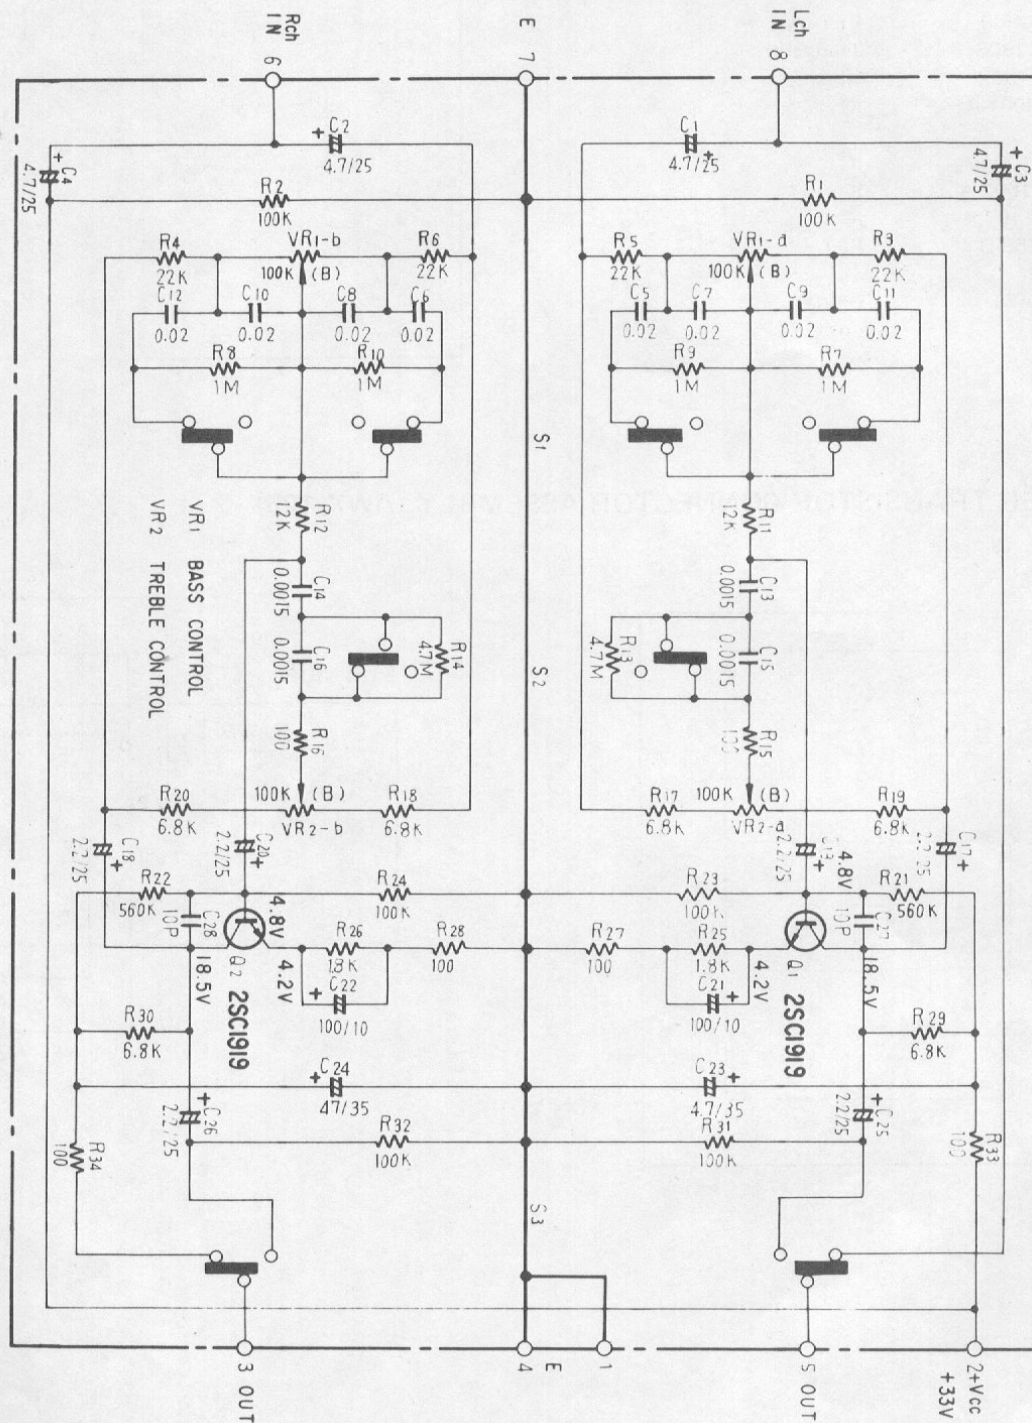 Rch
IN 6
E 7
Lch
IN 8
C2
4.7/25
C1
4.7/25
C4
4.7/25
C3
4.7/25
R2
100K
R1
100K
R4
22K
VR1-b
100K (B)
R6
22K
R5
22K
VR1-a
100K (B)
R3
22K
C12
0.02
C10
0.02
C8
0.02
C6
0.02
C5
0.02
C7
0.02
C9
0.02
C11
0.02
R8
1M
R10
1M
R9
1M
R7
1M
S1
R12
12K
R11
12K
VR1 BASS CONTROL
VR2 TREBLE CONTROL
C14
0.0015
C13
0.0015
C16
0.0015
R14
4.7M
S2
R13
4.7M
C15
0.0015
R16
100
R15
100
R20
6.8K
100K (B)
VR2-b
R18
6.8K
R17
6.8K
100K (B)
VR2-a
R19
6.8K
C18
2.2/25
C20
2.2/25
C19
2.2/25
C17
2.2/25
R22
560K
C28
10P
4.8V
R24
100K
R23
100K
4.8V
C27
10P
R21
560K
Q2
2SC1919
18.5V
4.2V
R26
1.8K
R28
100
R27
100
R25
1.8K
4.2V
Q1
2SC1919
18.5V
C22
100/10
C21
100/10
R30
6.8K
R29
6.8K
C24
47/35
C23
4.7/35
C26
2.2/25
R32
100K
R31
100K
C25
2.2/25
R34
100
R33
100
S3
3 OUT
4
E
1
5 OUT
2+Vcc
+33V